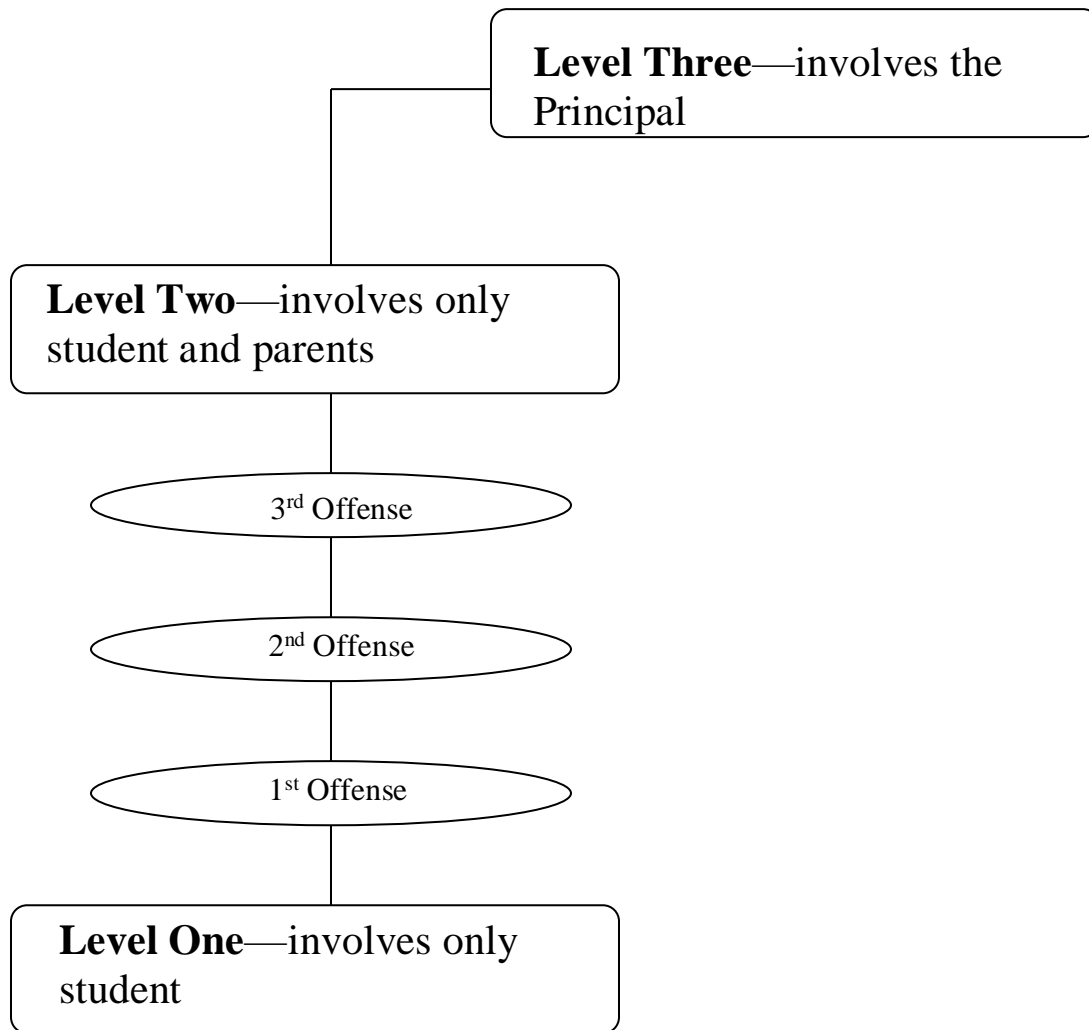 Level Three—involves the
Principal
Level Two—involves only
student and parents
3rd Offense
2nd Offense
1st Offense
Level One—involves only
student